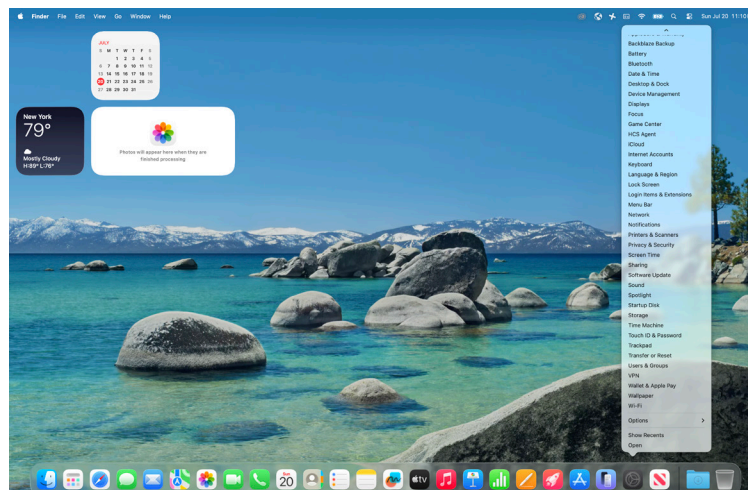 Finder File Edit View Go Window Help
Sun Jul 20 11:10
JULY
S M T W T F S
1 2 3 4 5
6 7 8 9 10 11 12
13 14 15 16 17 18 19
20 21 22 23 24 25 26
27 28 29 30 31
New York
79°
Mostly Cloudy
H:89° L:76°
Photos will appear here when they are
finished processing
Backblaze Backup
Battery
Bluetooth
Date & Time
Desktop & Dock
Device Management
Displays
Focus
Game Center
HCS Agent
iCloud
Internet Accounts
Keyboard
Language & Region
Lock Screen
Login Items & Extensions
Menu Bar
Network
Notifications
Printers & Scanners
Privacy & Security
Screen Time
Sharing
Software Update
Sound
Spotlight
Startup Disk
Storage
Time Machine
Touch ID & Password
Trackpad
Transfer or Reset
Users & Groups
VPN
Wallet & Apple Pay
Wallpaper
Wi-Fi
Options
Show Recents
Open
20
tv